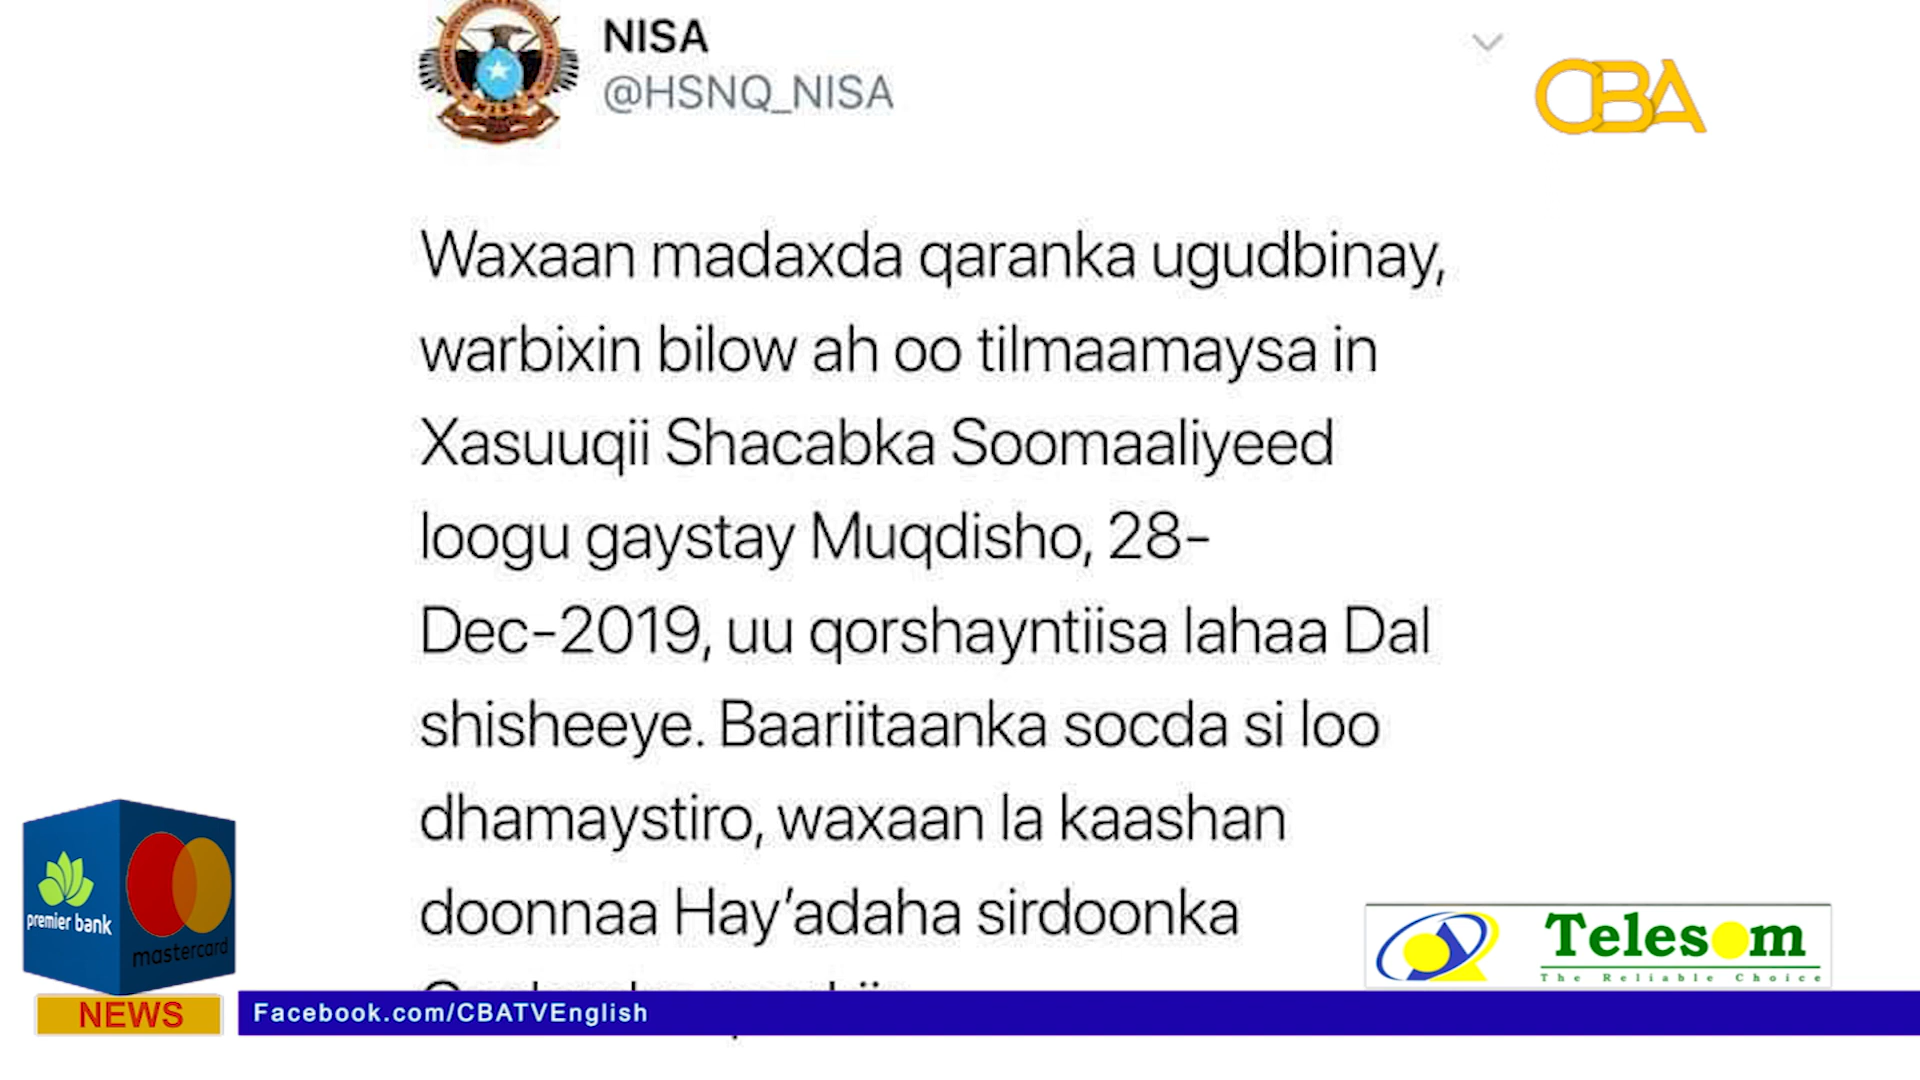 NISA
@HSNQ_NISA
CBA
Waxaan madaxda qaranka ugudbinay,
warbixin bilow ah oo tilmaamaysa in
Xasuuqii Shacabka Soomaaliyeed
loogu gaystay Muqdisho, 28-
Dec-2019, uu qorshayntiisa lahaa Dal
shisheeye. Baariitaanka socda si loo
dhamaystiro, waxaan la kaashan
doonnaa Hay’adaha sirdoonka
premier bank
mastercard
Telesom
The Reliable Choice
NEWS
Facebook.com/CBATVEnglish